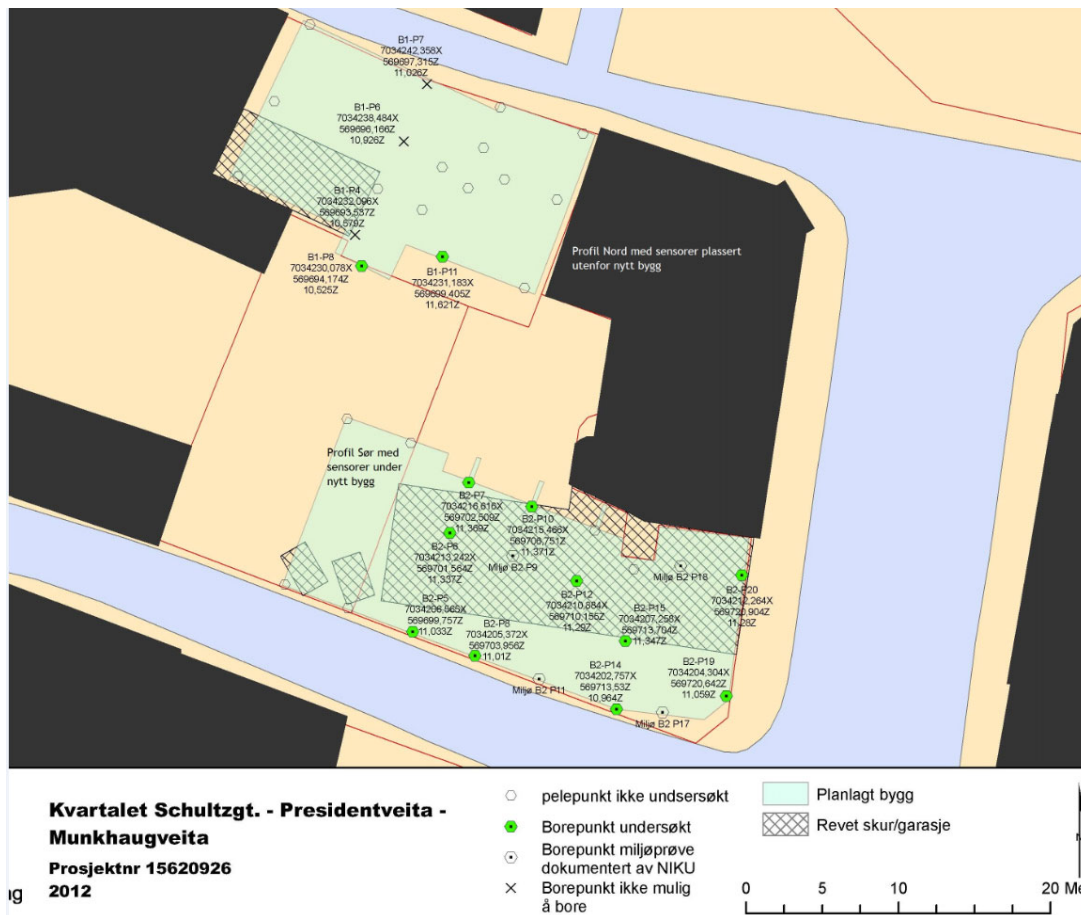 B1-P7
7034242,358X
569697,315Z
11,026Z
B1-P6
7034238,484X
569696,166Z
10,926Z
B1-P4
7034232,096X
569693,537Z
10,579Z
B1-P8
7034230,078X
569694,174Z
10,525Z
B1-P11
7034231,183X
569699,405Z
11,621Z
Profil Nord med sensorer plassert
utenfor nytt bygg
Profil Sør med
sensorer under
nytt bygg
B2-P7
7034216,616X
569702,509Z
11,369Z
B2-P10
7034215,466X
569706,751Z
11,371Z
B2-P6
7034213,242X
569701,564Z
11,337Z
Miljø B2 P9
Miljø B2 P18
B2-P12
7034210,884X
569710,155Z
11,29Z
B2-P20
7034212,264X
569720,904Z
11,28Z
B2-P5
569699,757Z
11,033Z
7034205,372X
569703,956Z
11,01Z
B2-P15
7034207,258X
569713,704Z
11,347Z
B2-P14
7034202,757X
569713,53Z
10,964Z
B2-P19
7034204,304X
569720,642Z
11,059Z
Miljø B2 P11
Miljø B2 P17
Kvartalet Schultzgt. - Presidentveita -
Munkhaugveita
Prosjektnr 15620926
2012
pelepunkt ikke undsersøkt
Borepunkt undersøkt
Borepunkt miljøprøve
dokumentert av NIKU
Borepunkt ikke mulig
å bore
Planlagt bygg
Revet skur/garasje
0 5 10 20 Me